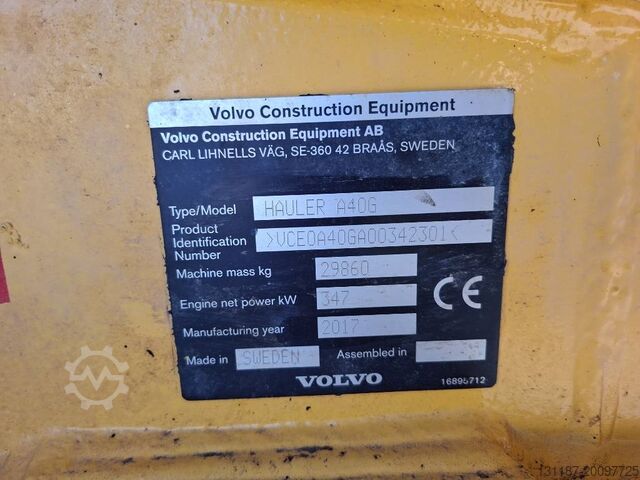 Volvo Construction Equipment
Volvo Construction Equipment AB
CARL LIHNELLS VÄG, SE-360 42 BRAÅS, SWEDEN
Type/Model HAULER A40G
Product Identification Number >VCE0A40GA00342301<
Machine mass kg 29860
Engine net power kW 347
Manufacturing year 2017
CE
Made in SWEDEN Assembled in
VOLVO 16895712
131187-20097725